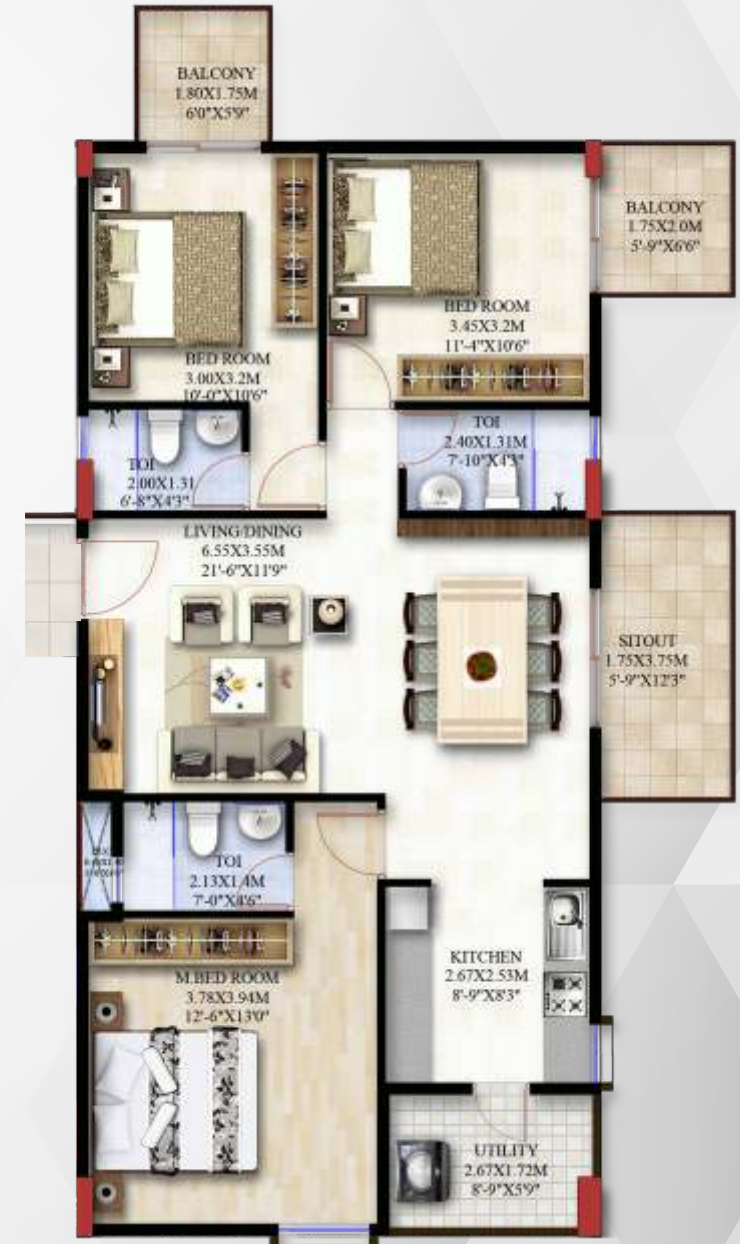 BALCONY
1.80X1.75M
6'0"X5'9"
BALCONY
1.75X2.0M
5'-9"X6'6"
BED ROOM
3.45X3.2M
11'-4"X10'6"
BED ROOM
3.00X3.2M
10'-0"X10'6"
TOI
2.40X1.31M
7'-10"X4'3"
TOI
2.00X1.31
6'-8"X4'3"
LIVING/DINING
6.55X3.55M
21'-6"X11'9"
SITOUT
1.75X3.75M
5'-9"X12'3"
TOI
2.13X1.4M
7'-0"X4'6"
KITCHEN
2.67X2.53M
8'-9"X8'3"
M.BED ROOM
3.78X3.94M
12'-6"X13'0"
UTILITY
2.67X1.72M
8'-9"X5'9"